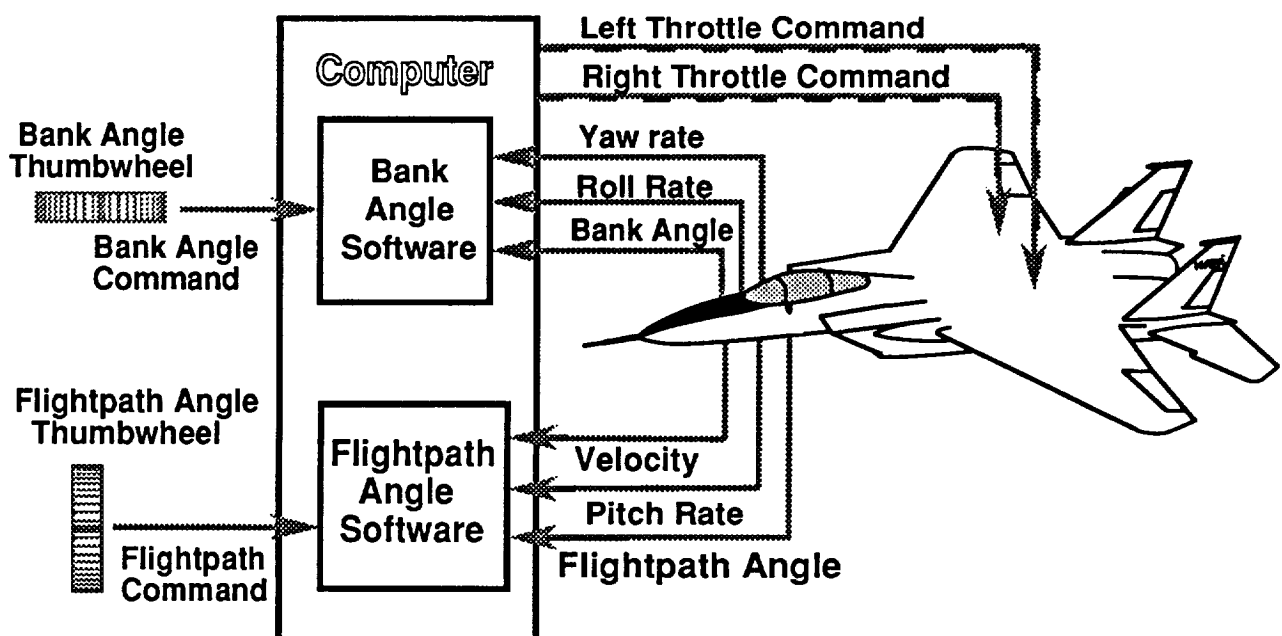 Computer
Left Throttle Command
Right Throttle Command
Bank Angle
Thumbwheel
Bank Angle
Command
Bank
Angle
Software
Yaw rate
Roll Rate
Bank Angle
Flightpath Angle
Thumbwheel
Flightpath
Command
Flightpath
Angle
Software
Velocity
Pitch Rate
Flightpath Angle